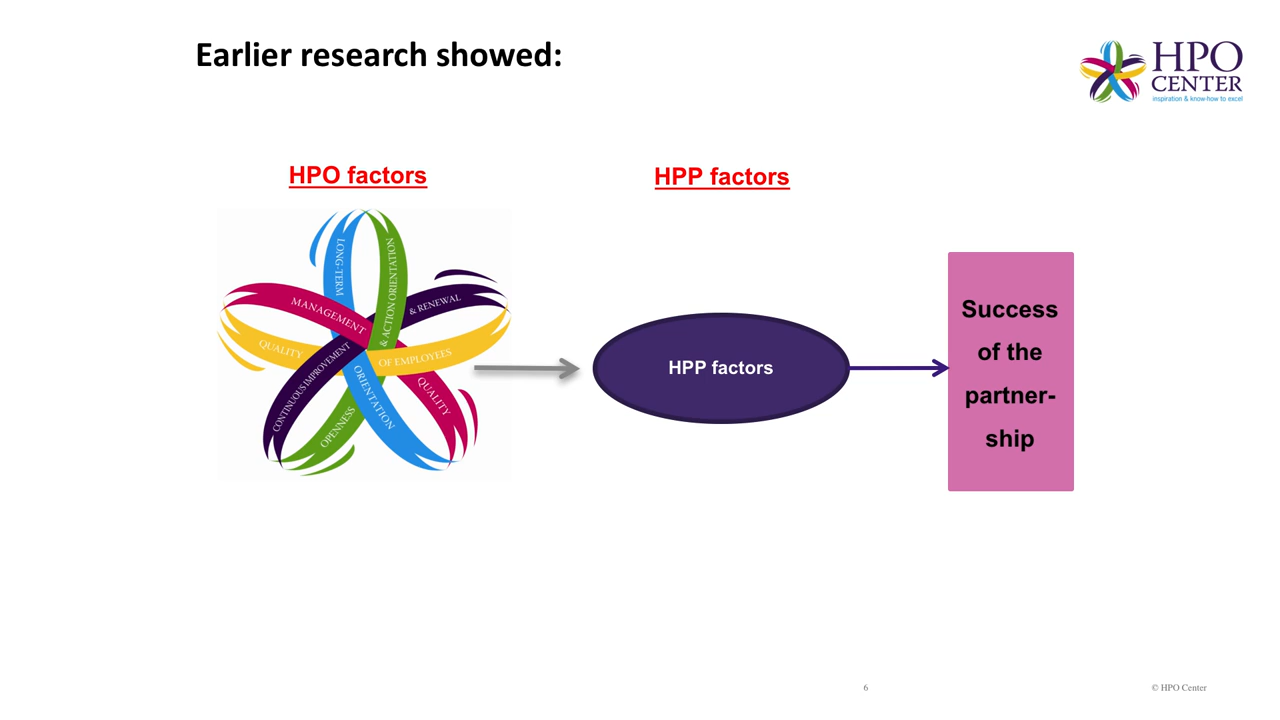 Earlier research showed:
HPO
CENTER
inspiration & know-how to excel
HPO factors
HPP factors
LONG-TERM
& ACTION ORIENTATION
MANAGEMENT
& RENEWAL
QUALITY
CONTINUOUS IMPROVEMENT
OF EMPLOYEES
ORIENTATION
QUALITY
OPENNESS
HPP factors
Success
of the
partner-
ship
6
© HPO Center